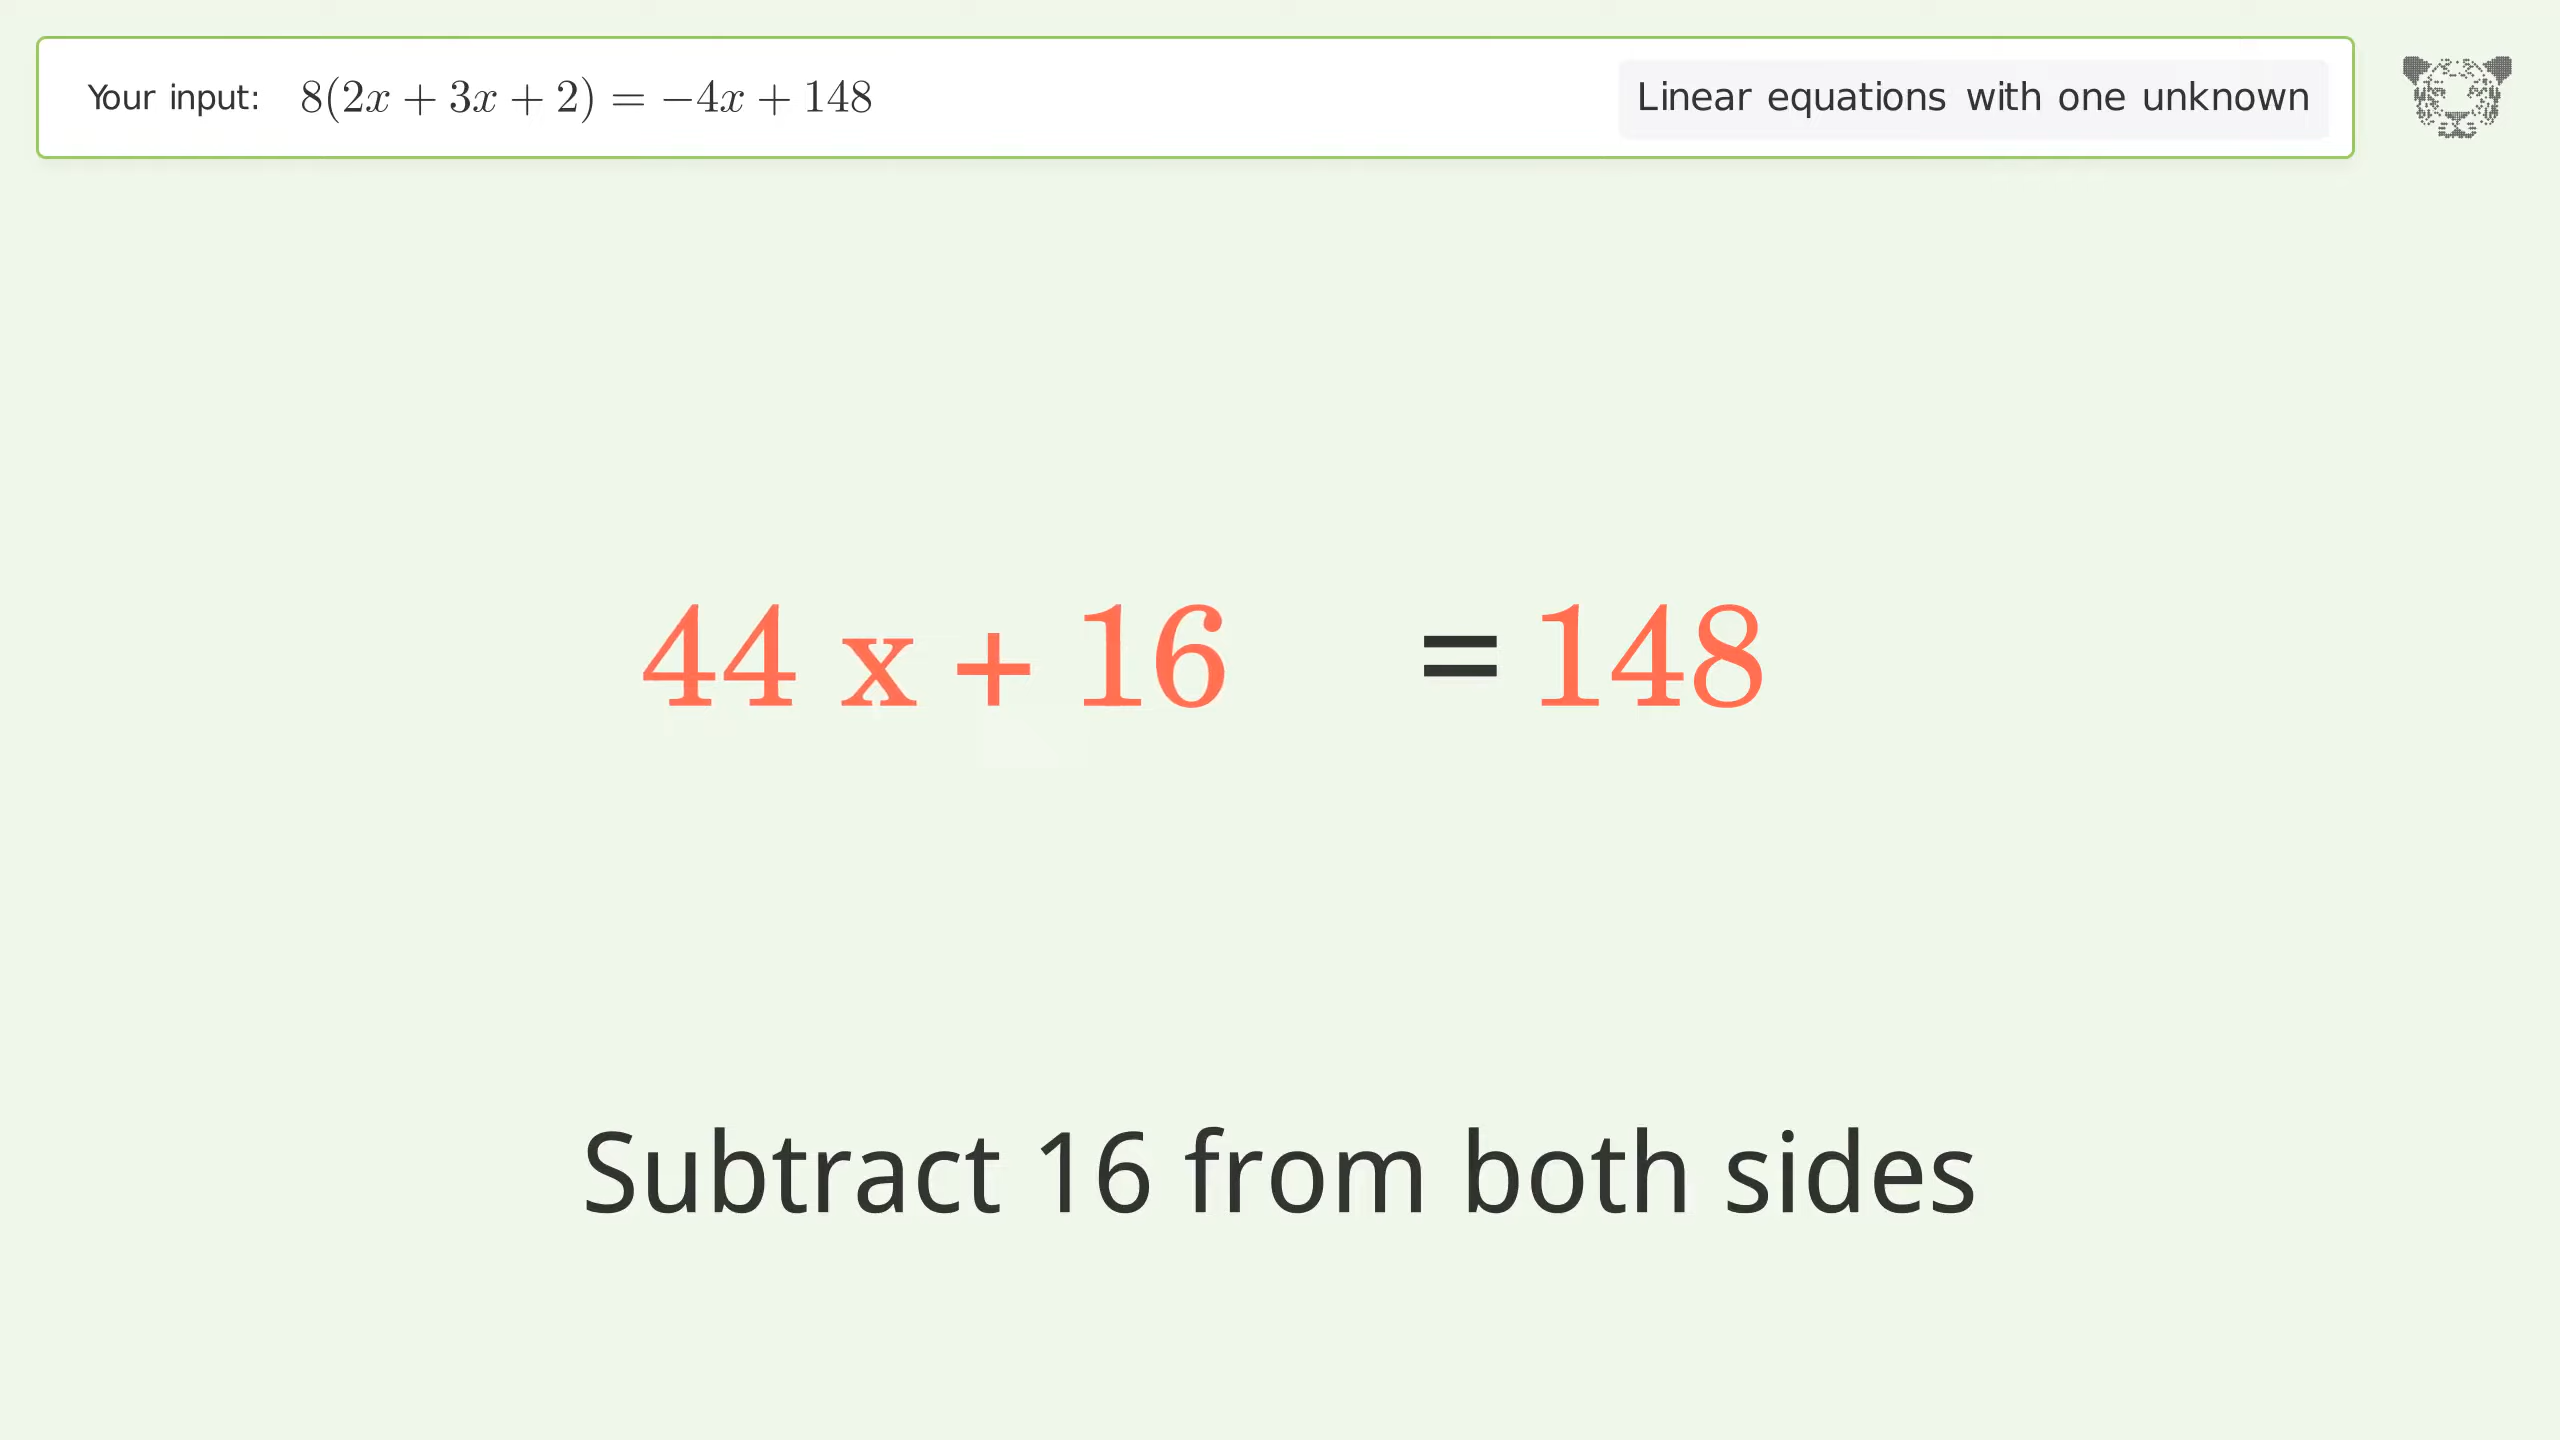 Your input: 8(2x + 3x + 2) = −4x + 148
Linear equations with one unknown
44 x + 16 = 148
Subtract 16 from both sides